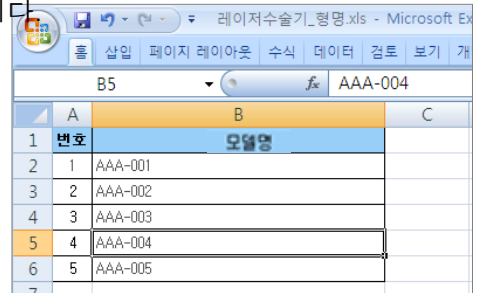 다
레이저수술기_형명.xls - Microsoft Ex
홈 삽입 페이지 레이아웃 수식 데이터 검토 보기 개
B5 fx AAA-004
A B C
1 번호 모델명
2 1 AAA-001
3 2 AAA-002
4 3 AAA-003
5 4 AAA-004
6 5 AAA-005
7